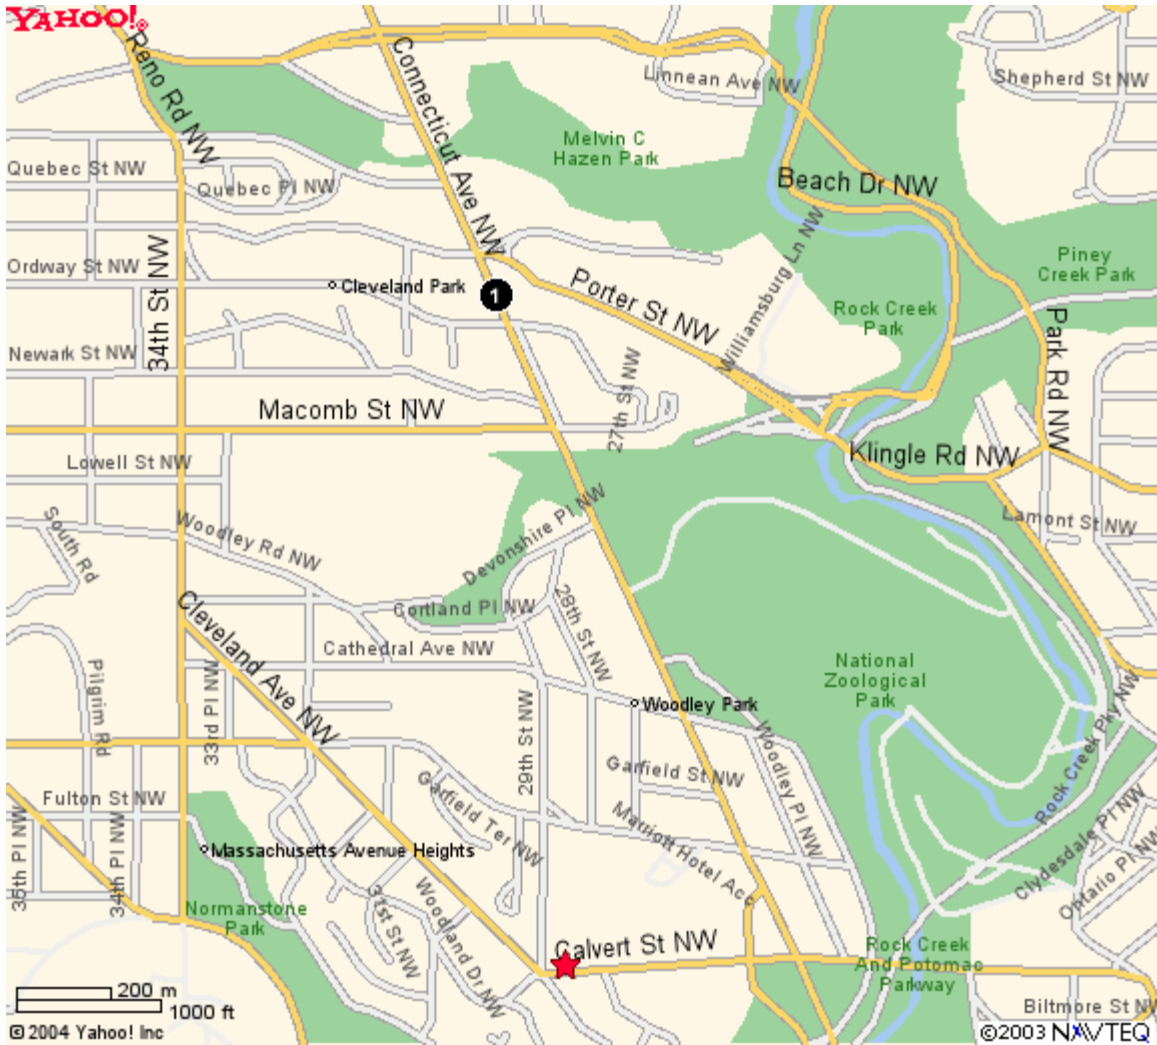 YAHOO!®
Reno Rd NW
Connecticut Ave NW
Linnean Ave NW
Shepherd St NW
Melvin C
Hazen Park
Quebec St NW
Quebec Pl NW
Beach Dr NW
Williamsburg Ln NW
Piney
Creek Park
Ordway St NW
34th St NW
Cleveland Park
1
Porter St NW
Rock Creek
Park
Park Rd NW
Newark St NW
Macomb St NW
27th St NW
Klingle Rd NW
Lowell St NW
South Rd
Woodley Rd NW
Devonshire Pl NW
Lamont St NW
Cortland Pl NW
28th St NW
Cleveland Ave NW
Cathedral Ave NW
Pilgrim Rd
33rd Pl NW
National
Zoological
Park
Woodley Park
29th St NW
Woodley Pl NW
Rock Creek Pky NW
Garfield St NW
Garfield Ter NW
Fulton St NW
Marriott Hotel Acc
35th Pl NW
34th Pl NW
Massachusetts Avenue Heights
Clydesdale Pl NW
Ontario Pl NW
Normanstone
Park
31st St NW
Woodland Dr NW
Calvert St NW
Rock Creek
And Potomac
Parkway
200 m
1000 ft
Biltmore St NW
© 2004 Yahoo! Inc
©2003 NAVTEQ